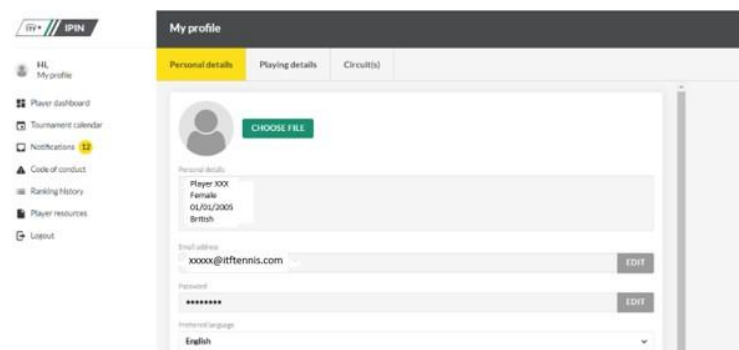 itf IPIN
My profile
Hi,
My profile
Personal details
Playing details
Circuit(s)
Player dashboard
Tournament calendar
Notifications 12
Code of conduct
Ranking history
Player resources
Logout
CHOOSE FILE
Personal details
Player XXX
Female
01/01/2005
British
Email address
xxxxx@itftennis.com
EDIT
Password
••••••••
EDIT
Preferred language
English